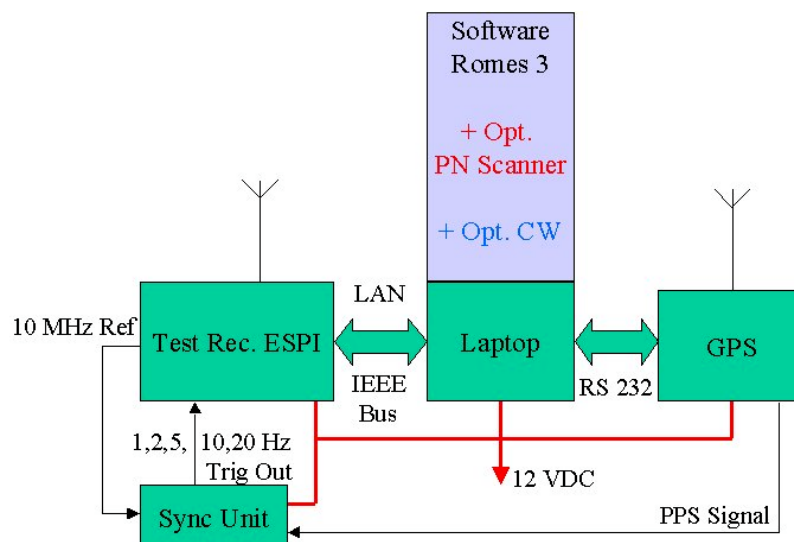 Software
Romes 3
+ Opt.
PN Scanner
+ Opt. CW
10 MHz Ref
Test Rec. ESPI
LAN
IEEE
Bus
Laptop
RS 232
GPS
1,2,5, 10,20 Hz
Trig Out
12 VDC
Sync Unit
PPS Signal